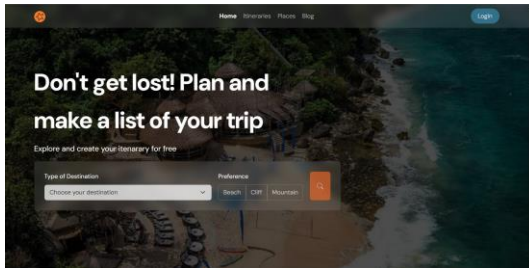 Home Itineraries Places Blog
Login
Don't get lost! Plan and
make a list of your trip
Explore and create your itenarary for free
Type of Destination
Preference
Choose your destination
Beach Cliff Mountain